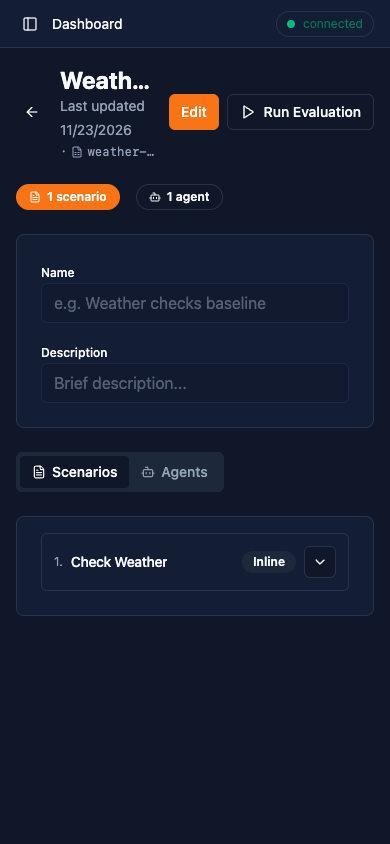 Dashboard
connected
Weath...
Last updated
11/23/2026
· weather-...
Edit
Run Evaluation
1 scenario
1 agent
Name
e.g. Weather checks baseline
Description
Brief description...
Scenarios
Agents
1. Check Weather
Inline